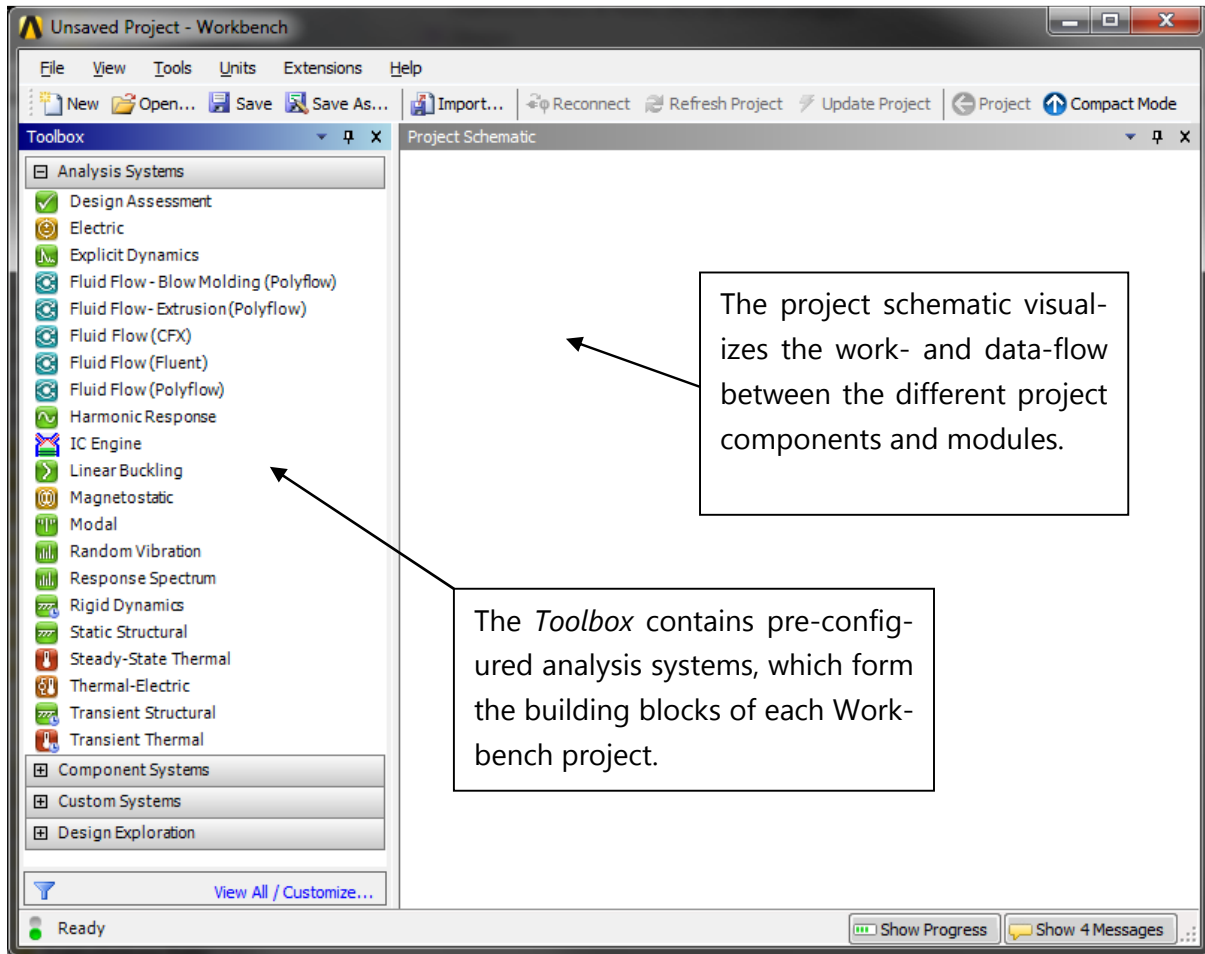 Unsaved Project - Workbench
File View Tools Units Extensions Help
New Open... Save Save As... Import... Reconnect Refresh Project Update Project Project Compact Mode
Toolbox
Analysis Systems
Design Assessment
Electric
Explicit Dynamics
Fluid Flow - Blow Molding (Polyflow)
Fluid Flow- Extrusion (Polyflow)
Fluid Flow (CFX)
Fluid Flow (Fluent)
Fluid Flow (Polyflow)
Harmonic Response
IC Engine
Linear Buckling
Magnetostatic
Modal
Random Vibration
Response Spectrum
Rigid Dynamics
Static Structural
Steady-State Thermal
Thermal-Electric
Transient Structural
Transient Thermal
Component Systems
Custom Systems
Design Exploration
View All / Customize...
Project Schematic
The project schematic visual-
izes the work- and data-flow
between the different project
components and modules.
The Toolbox contains pre-config-
ured analysis systems, which form
the building blocks of each Work-
bench project.
Ready
Show Progress Show 4 Messages